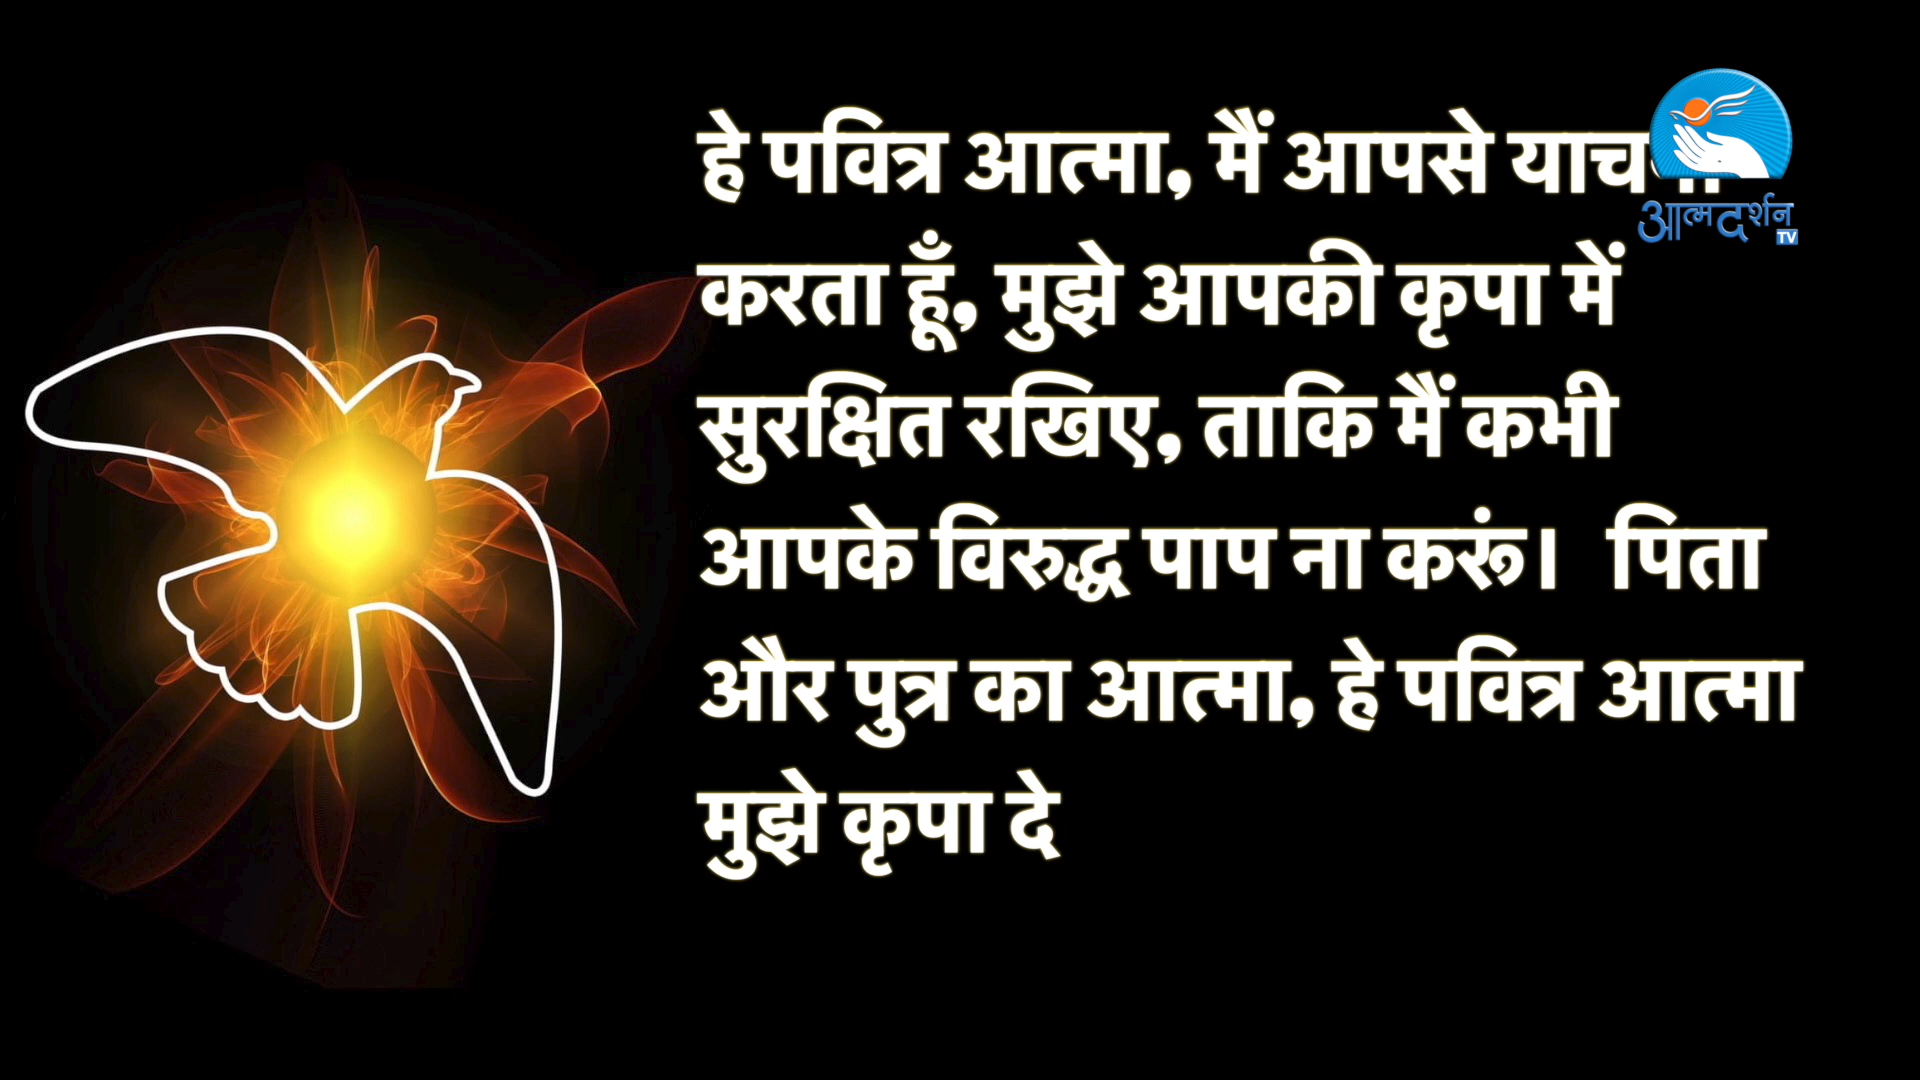 हे पवित्र आत्मा, मैं आपसे
करता हूँ, मुझे आपकी कृपा में
सुरक्षित रखिए, ताकि मैं कभी
आपके विरुद्ध पाप ना करूं। पिता
और पुत्र का आत्मा, हे पवित्र आत्मा
मुझे कृपा दे
आत्मदर्शन
TV